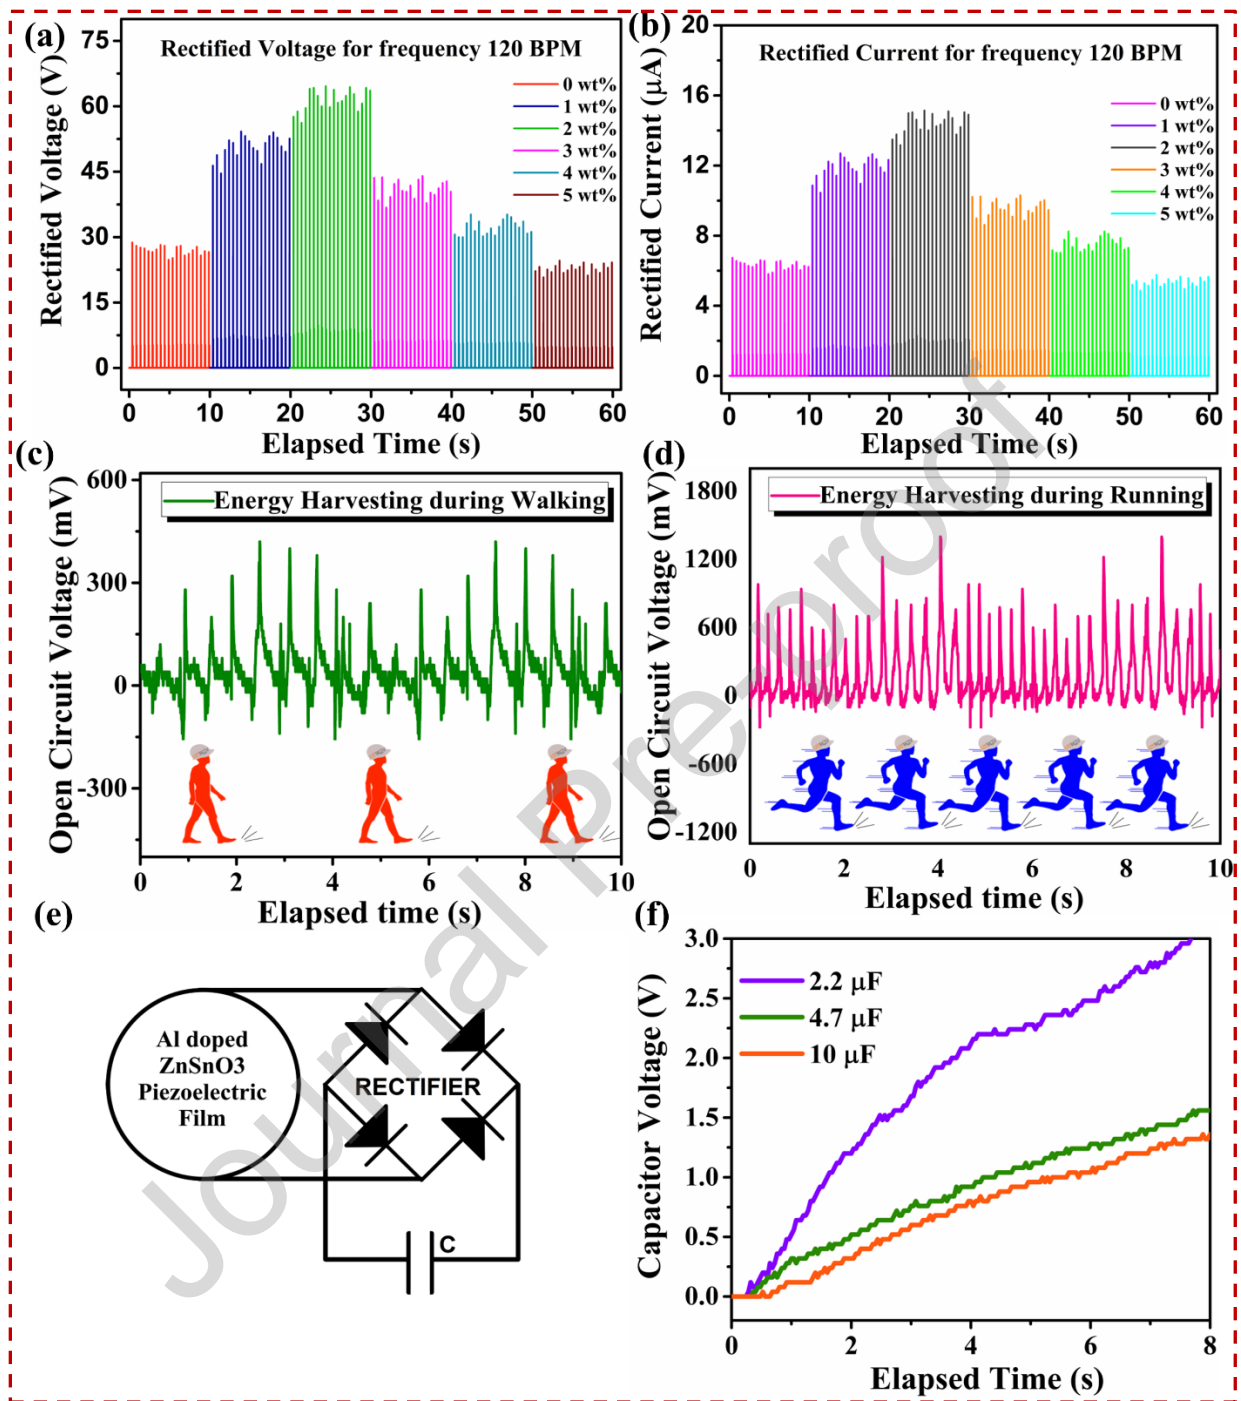 (a)
Rectified Voltage for frequency 120 BPM
0 wt%
1 wt%
2 wt%
3 wt%
4 wt%
5 wt%
Rectified Voltage (V)
75
60
45
30
15
0
0 10 20 30 40 50 60
Elapsed Time (s)
(b)
Rectified Current for frequency 120 BPM
0 wt%
1 wt%
2 wt%
3 wt%
4 wt%
5 wt%
Rectified Current (μA)
20
16
12
8
4
0
0 10 20 30 40 50 60
Elapsed Time (s)
(c)
Energy Harvesting during Walking
Open Circuit Voltage (mV)
600
300
0
-300
0 2 4 6 8 10
Elapsed time (s)
(d)
Energy Harvesting during Running
Open Circuit Voltage (mV)
1800
1200
600
0
-600
-1200
0 2 4 6 8 10
Elapsed time (s)
(e)
Al doped
ZnSnO3
Piezoelectric
Film
RECTIFIER
C
(f)
2.2 μF
4.7 μF
10 μF
Capacitor Voltage (V)
3.0
2.5
2.0
1.5
1.0
0.5
0.0
0 2 4 6 8
Elapsed Time (s)
Journal Pre-proof